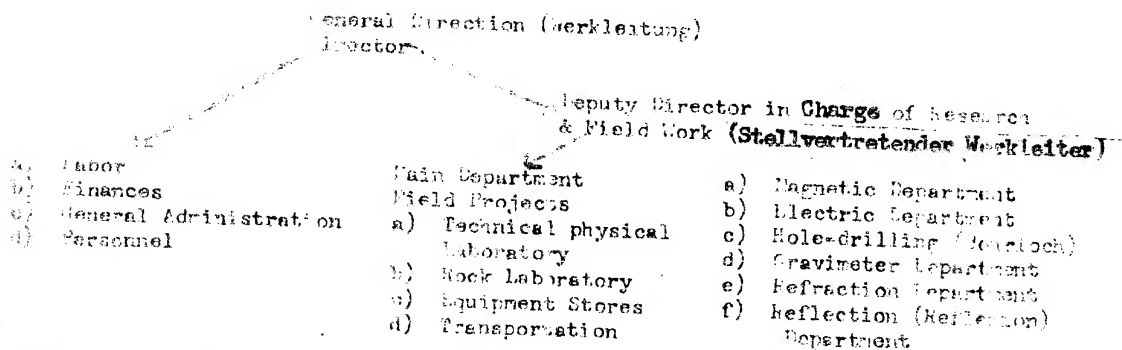 General Direction (Werkleitung)
Director
Deputy Director in Charge of Research
& Field Work (Stellvertretender Werkleiter)
a) Labor
b) Finances
c) General Adridistration
d) Personnel
Main Department
Field Projects
a) Technical physical
Laboratory
b) Rock Laboratory
c) Equipment Stores
d) Transportation
a) Magnetic Department
b) Electric Department
c) Hole-drilling
d) Gravimeter Department
e) Refraction Department
f) Reflection (Reflexion)
Department